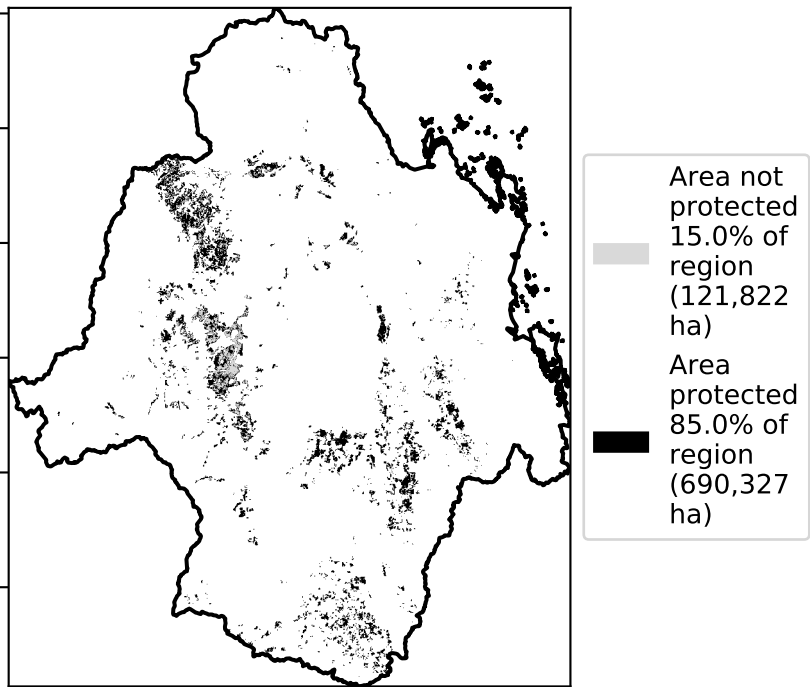 Area not
protected
15.0% of
region
(121,822
ha)
Area
protected
85.0% of
region
(690,327
ha)